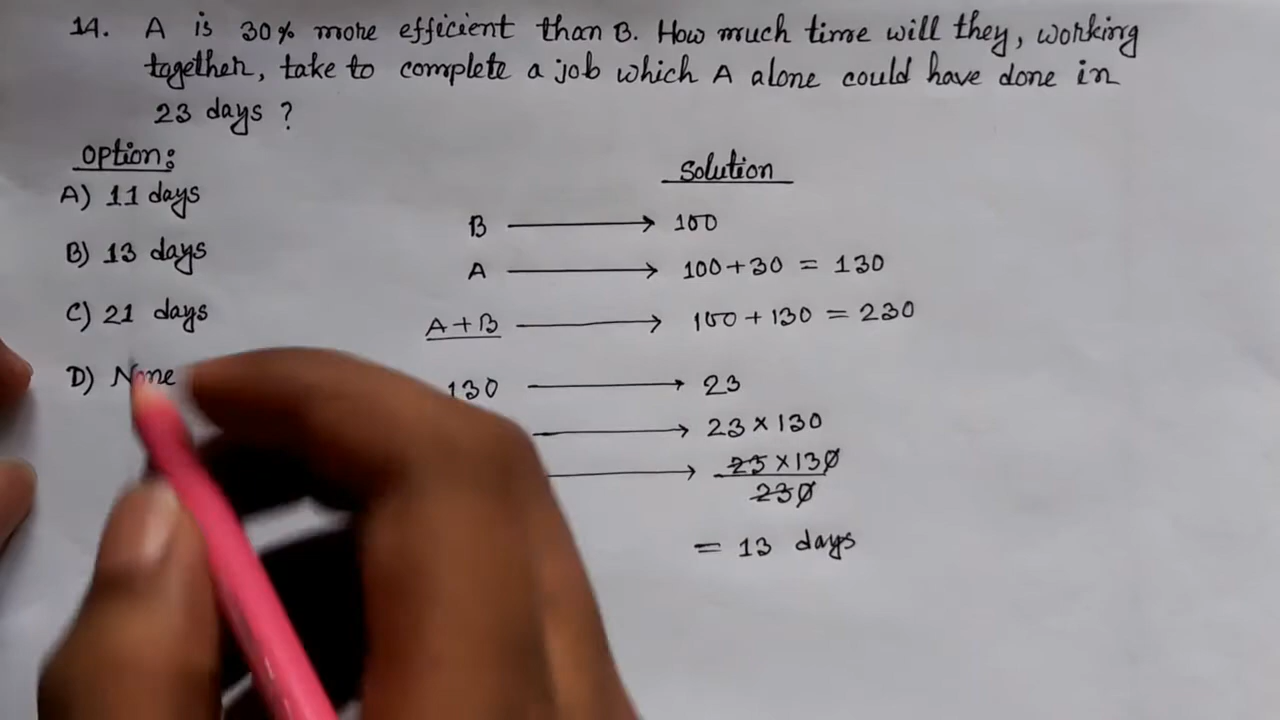 14. A is 30% more efficient than B. How much time will they, working
together, take to complete a job which A alone could have done in
23 days ?
Option:
A) 11 days
B) 13 days
C) 21 days
D) None
Solution
B → 100
A → 100+30 = 130
A+B → 100+130 = 230
130 → 23
→ 23×130
→ 23×130
230
= 13 days